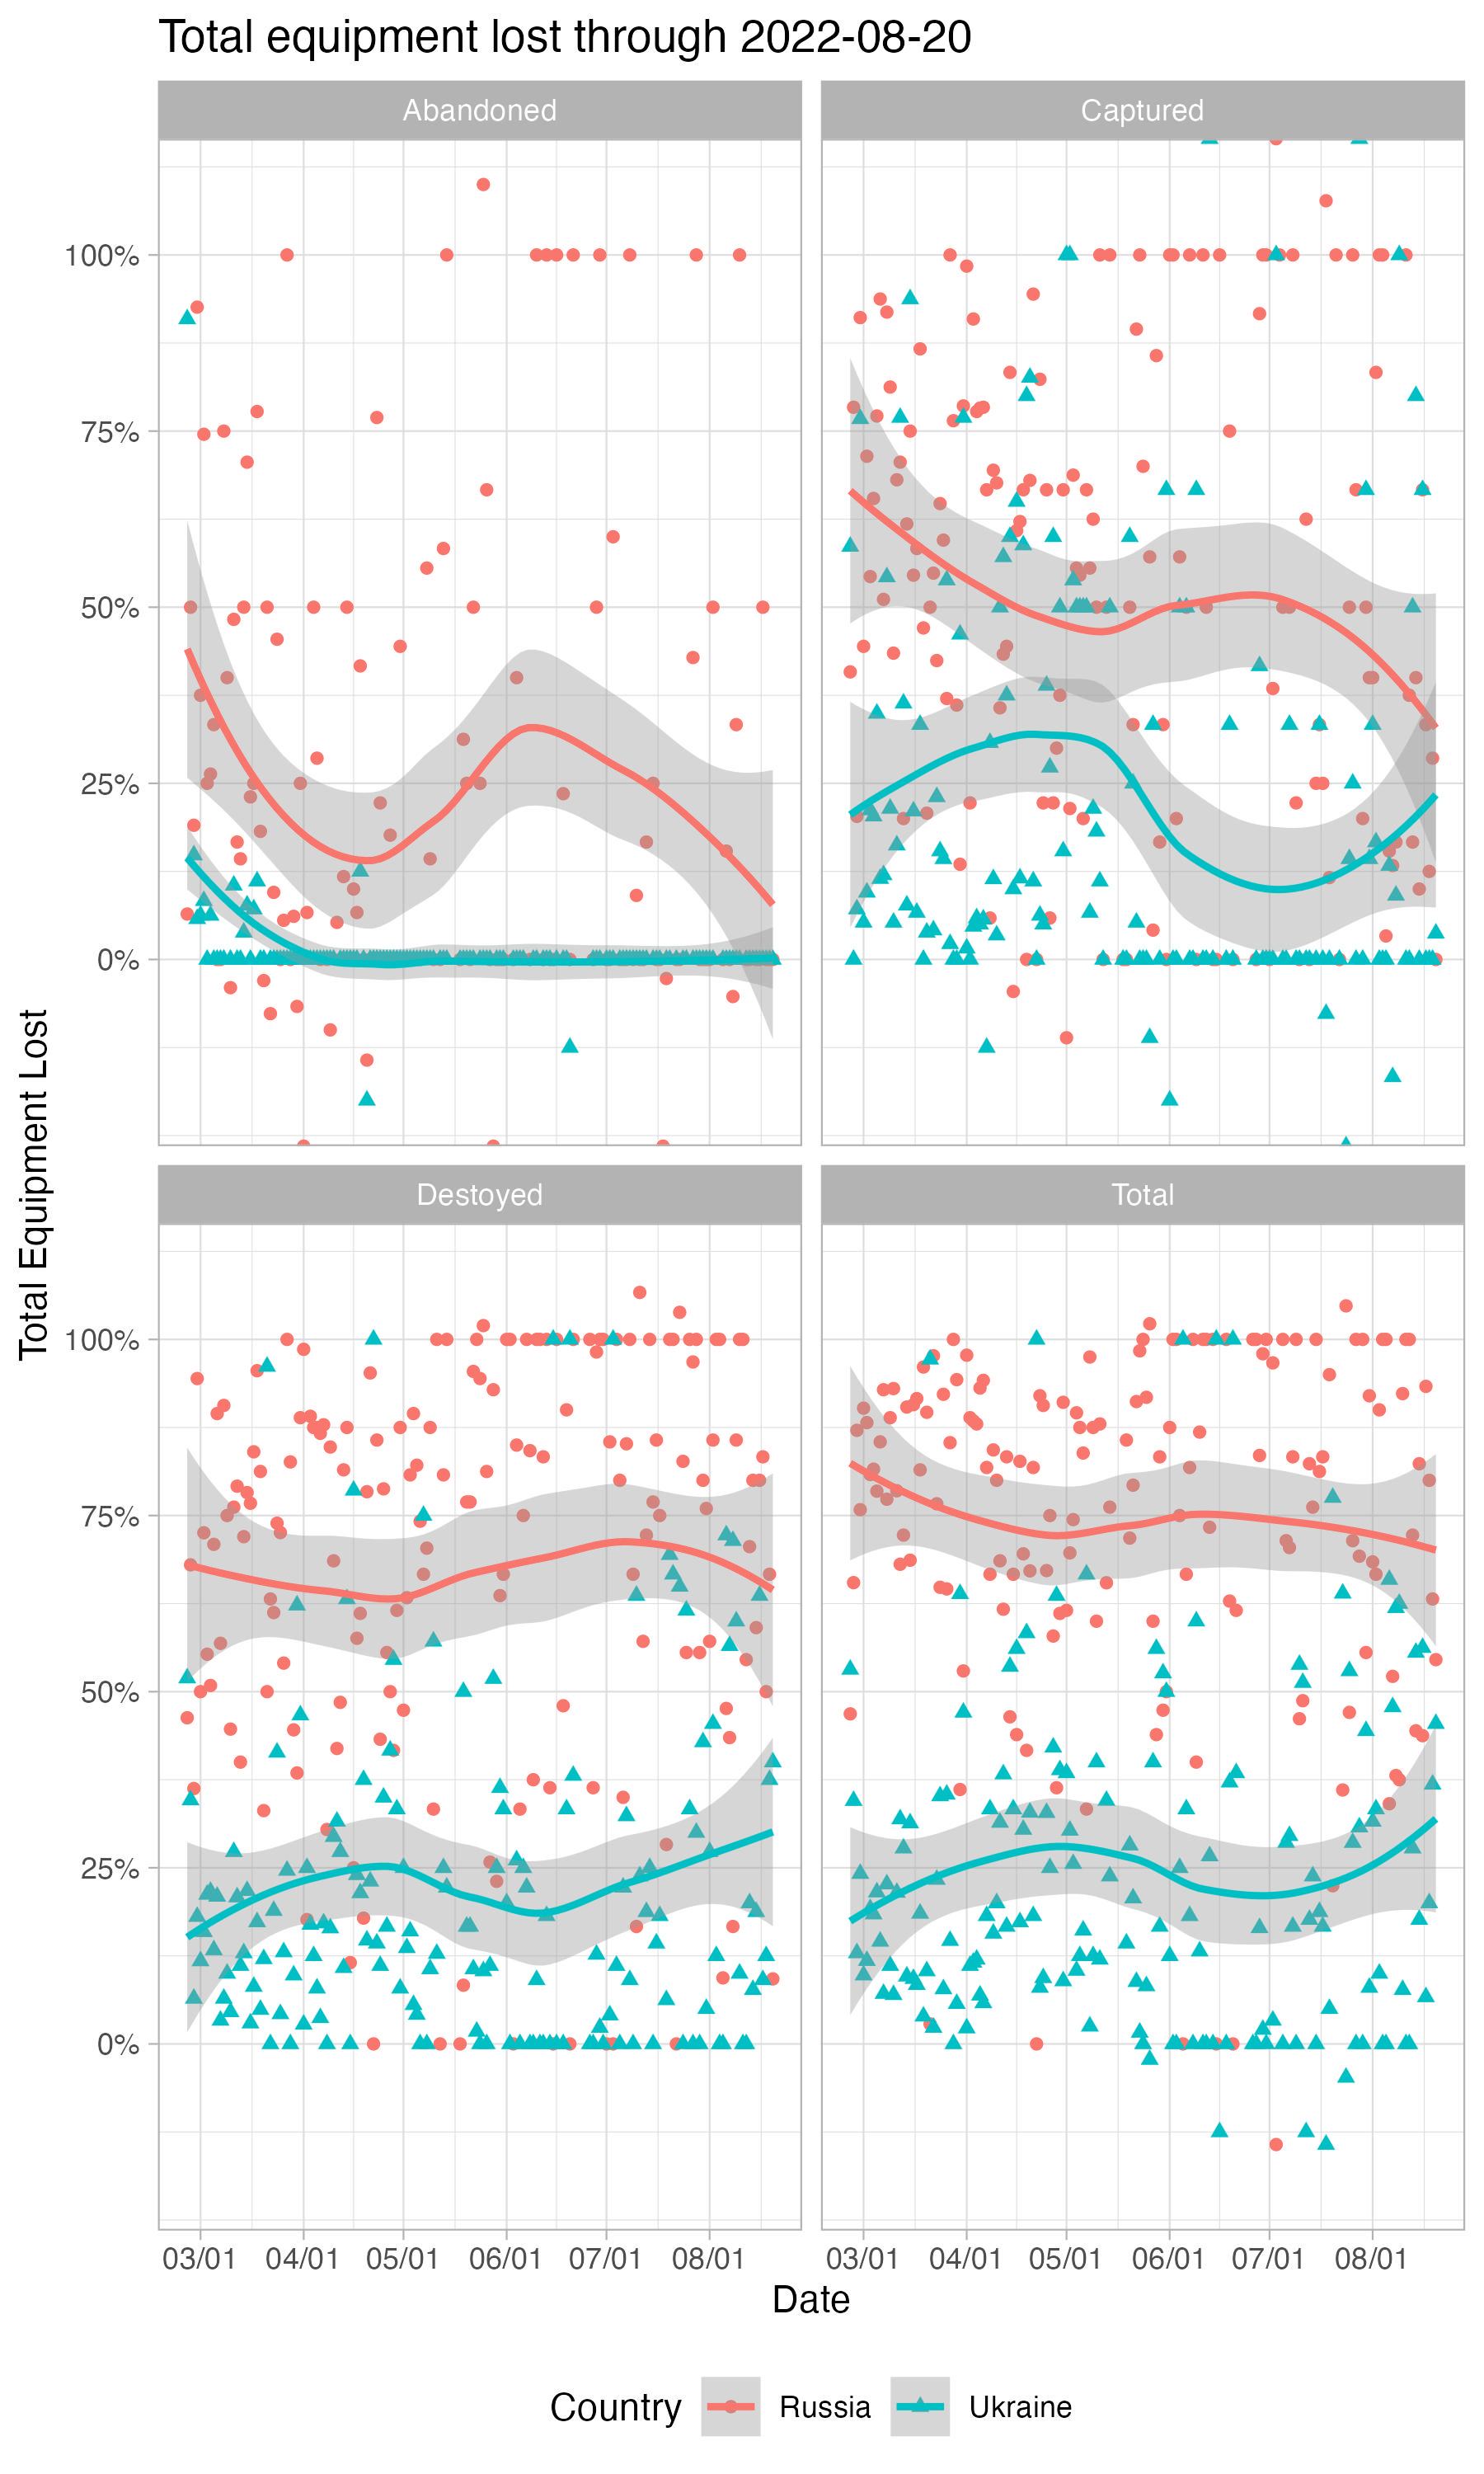 Total equipment lost through 2022-08-20
Abandoned
Captured
100%
75%
50%
25%
0%
Total Equipment Lost
Destoyed
Total
100%
75%
50%
25%
0%
03/01 04/01 05/01 06/01 07/01 08/01
03/01 04/01 05/01 06/01 07/01 08/01
Date
Country Russia Ukraine